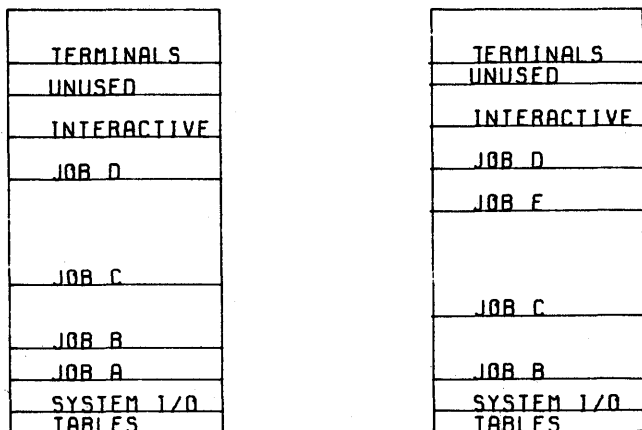 TERMINALS
UNUSED
INTERACTIVE
JOB D
JOB C
JOB B
JOB A
SYSTEM I/O
TABLES
TERMINALS
UNUSED
INTERACTIVE
JOB D
JOB E
JOB C
JOB B
SYSTEM I/O
TABLES